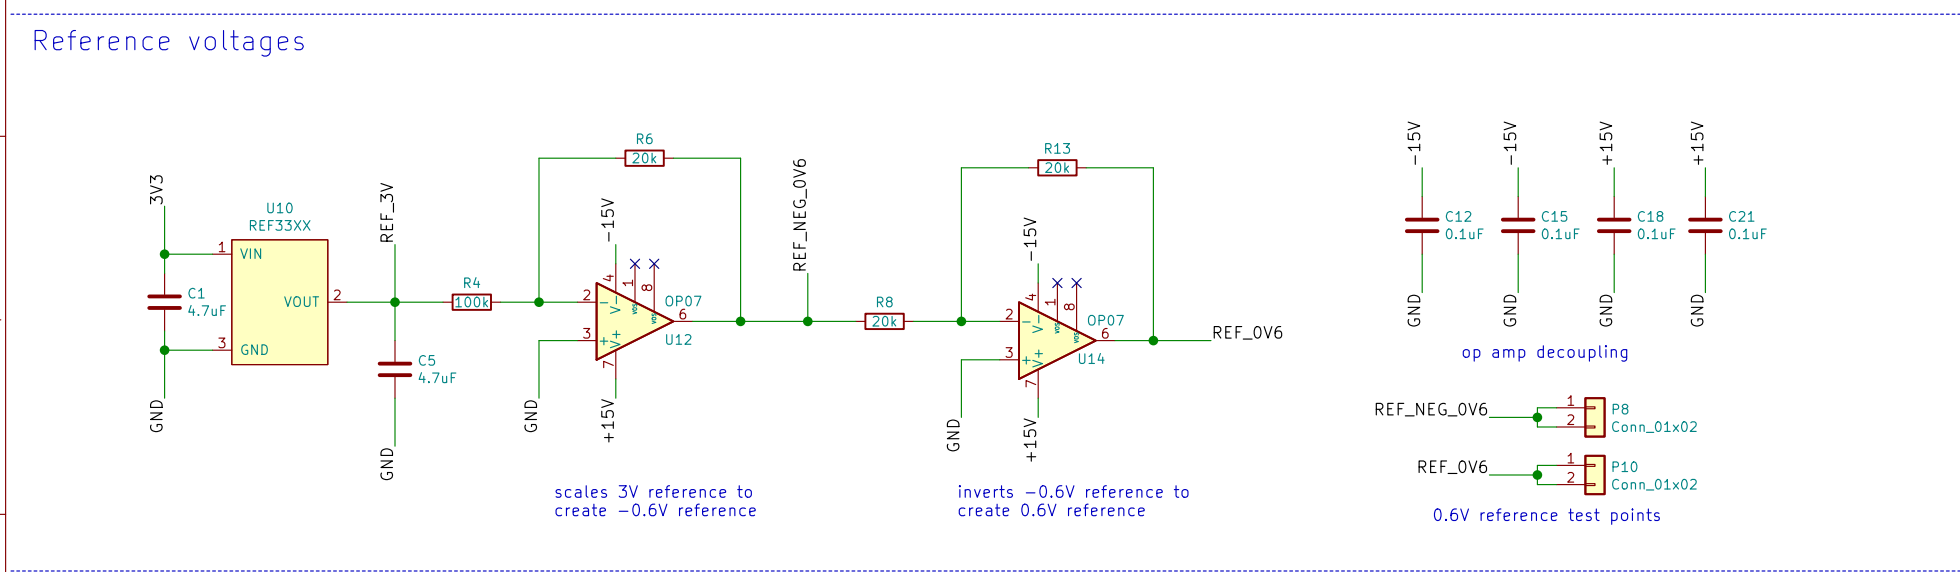 Reference voltages
3V3
U10
REF33XX
1
VIN
C1
4.7uF
VOUT
2
3
GND
GND
REF_3V
R4
100k
C5
4.7uF
GND
R6
20k
-15V
4
1
8
V-
VOS
VOS
OP07
2
-
6
3
+
V+
U12
7
GND
+15V
REF_NEG_0V6
R8
20k
R13
20k
-15V
4
1
8
V-
VOS
VOS
OP07
2
-
6
REF_0V6
3
+
V+
U14
7
GND
+15V
scales 3V reference to
create -0.6V reference
inverts -0.6V reference to
create 0.6V reference
-15V
-15V
+15V
+15V
C12
0.1uF
C15
0.1uF
C18
0.1uF
C21
0.1uF
GND
GND
GND
GND
op amp decoupling
REF_NEG_0V6
1
2
P8
Conn_01x02
REF_0V6
1
2
P10
Conn_01x02
0.6V reference test points